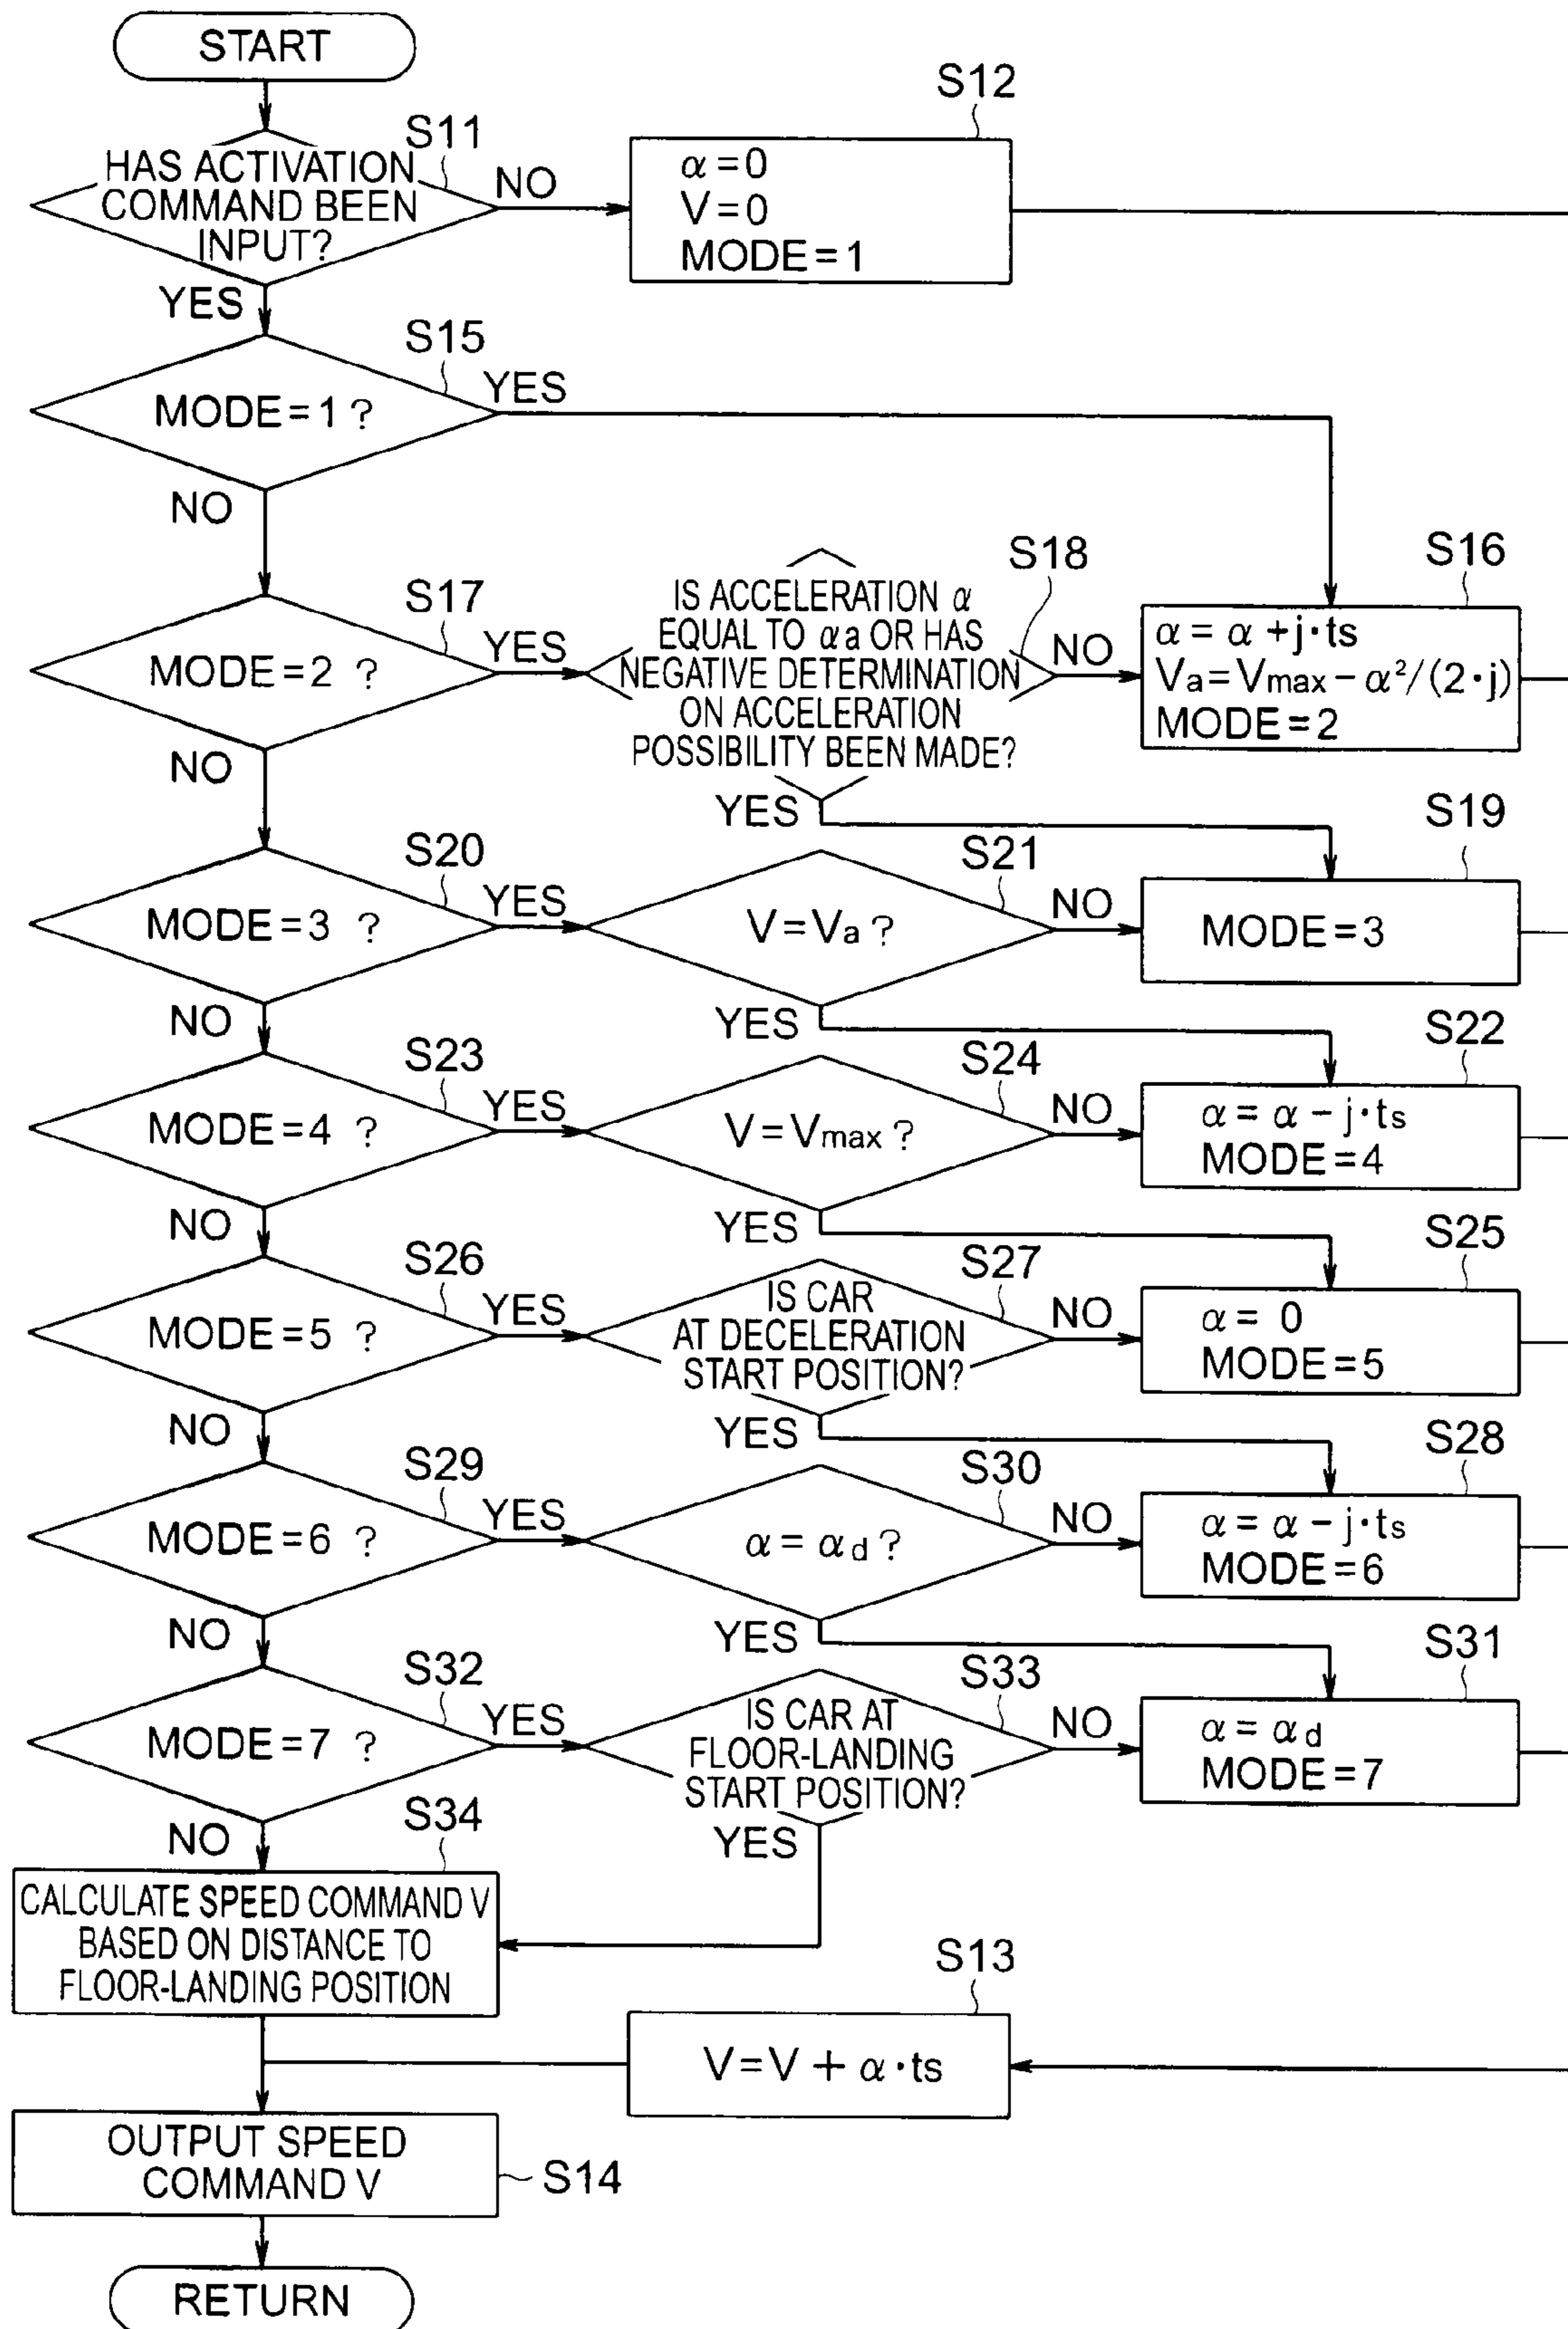 START
S11
HAS ACTIVATION
COMMAND BEEN
INPUT?
NO
YES
S12
α=0
V=0
MODE=1
S15
MODE=1 ?
YES
NO
S17
MODE=2 ?
YES
NO
S18
IS ACCELERATION α
EQUAL TO αa OR HAS
NEGATIVE DETERMINATION
ON ACCELERATION
POSSIBILITY BEEN MADE?
NO
YES
S16
α = α +j·ts
Va=Vmax-α²/(2·j)
MODE=2
S19
MODE=3
S20
MODE=3 ?
YES
NO
S21
V=Va ?
NO
YES
S22
α = α - j·ts
MODE=4
S23
MODE=4 ?
YES
NO
S24
V=Vmax ?
NO
YES
S25
α = 0
MODE=5
S26
MODE=5 ?
YES
NO
S27
IS CAR
AT DECELERATION
START POSITION?
NO
YES
S28
α = α - j·ts
MODE=6
S29
MODE=6 ?
YES
NO
S30
α = αd ?
NO
YES
S31
α = αd
MODE=7
S32
MODE=7 ?
YES
NO
S33
IS CAR AT
FLOOR-LANDING
START POSITION?
NO
YES
S34
CALCULATE SPEED COMMAND V
BASED ON DISTANCE TO
FLOOR-LANDING POSITION
S13
V=V + α·ts
OUTPUT SPEED
COMMAND V
S14
RETURN